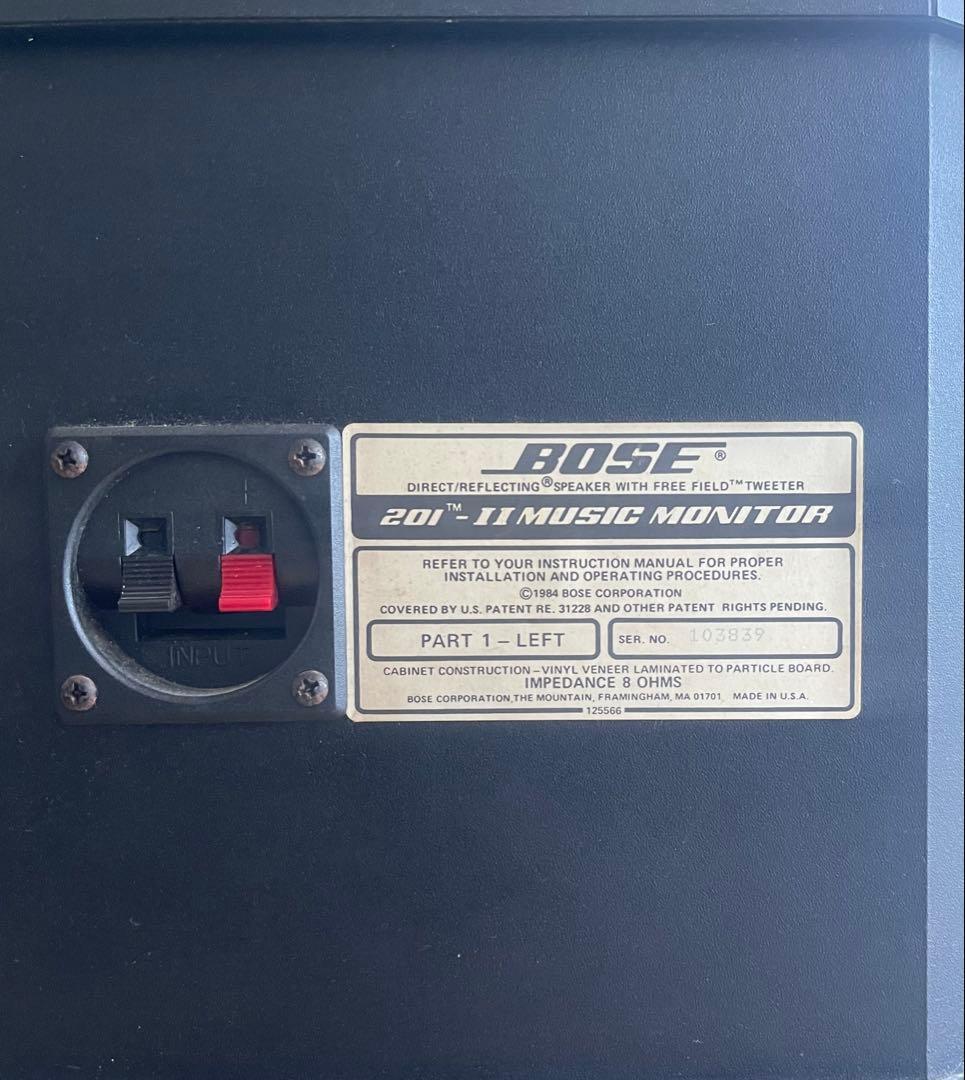 BOSE®
DIRECT/REFLECTING® SPEAKER WITH FREE FIELD™ TWEETER
201™-II MUSIC MONITOR
REFER TO YOUR INSTRUCTION MANUAL FOR PROPER
INSTALLATION AND OPERATING PROCEDURES.
©1984 BOSE CORPORATION
COVERED BY U.S. PATENT RE. 31228 AND OTHER PATENT RIGHTS PENDING.
PART 1 – LEFT
SER. NO. 103839
CABINET CONSTRUCTION – VINYL VENEER LAMINATED TO PARTICLE BOARD.
IMPEDANCE 8 OHMS
BOSE CORPORATION, THE MOUNTAIN, FRAMINGHAM, MA 01701 MADE IN U.S.A.
125566
INPUT